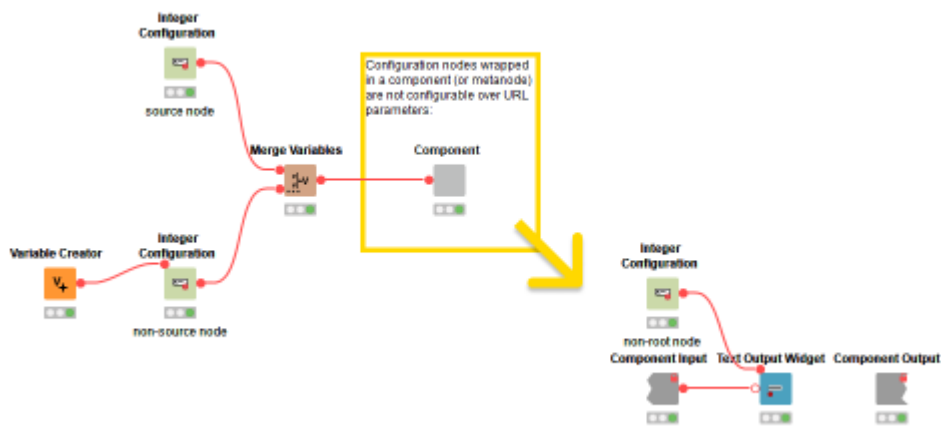 Integer
Configuration
source node
Configuration nodes wrapped
in a component (or metanode)
are not configurable over URL
parameters:
Merge Variables
Component
Variable Creator
Integer
Configuration
non-source node
Integer
Configuration
non-root node
Component Input
Text Output Widget
Component Output